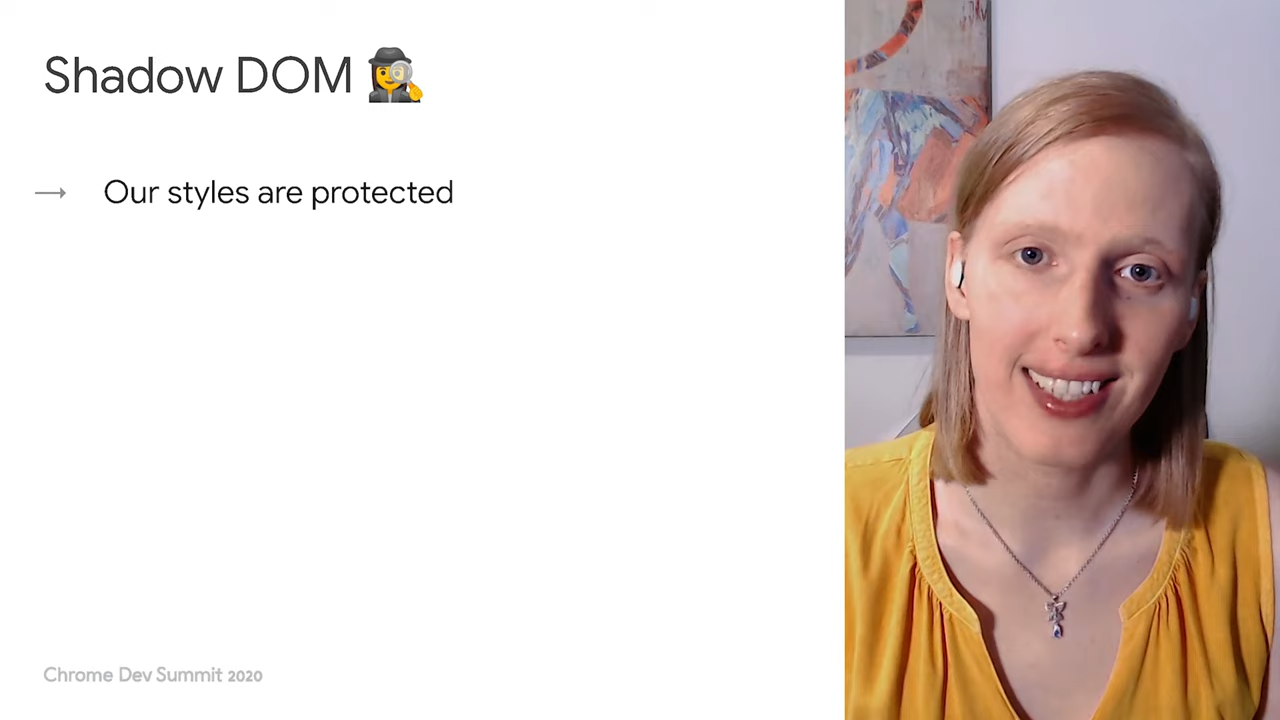 Shadow DOM 🕵️‍♀️
→ Our styles are protected
Chrome Dev Summit 2020